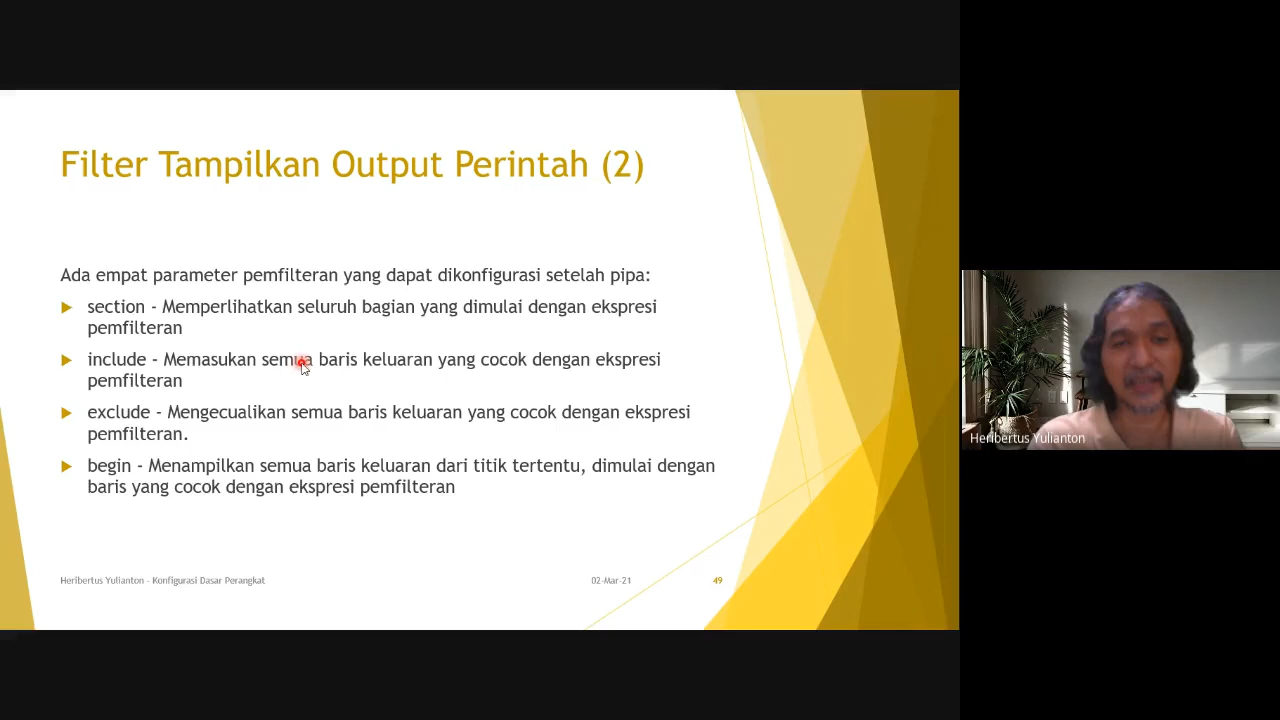 Filter Tampilkan Output Perintah (2)
Ada empat parameter pemfilteran yang dapat dikonfigurasi setelah pipa:
section - Memperlihatkan seluruh bagian yang dimulai dengan ekspresi
pemfilteran
include - Memasukan semua baris keluaran yang cocok dengan ekspresi
pemfilteran
exclude - Mengecualikan semua baris keluaran yang cocok dengan ekspresi
pemfilteran.
begin - Menampilkan semua baris keluaran dari titik tertentu, dimulai dengan
baris yang cocok dengan ekspresi pemfilteran
Heribertus Yulianton - Konfigurasi Dasar Perangkat
02-Mar-21
49
Heribertus Yulianton